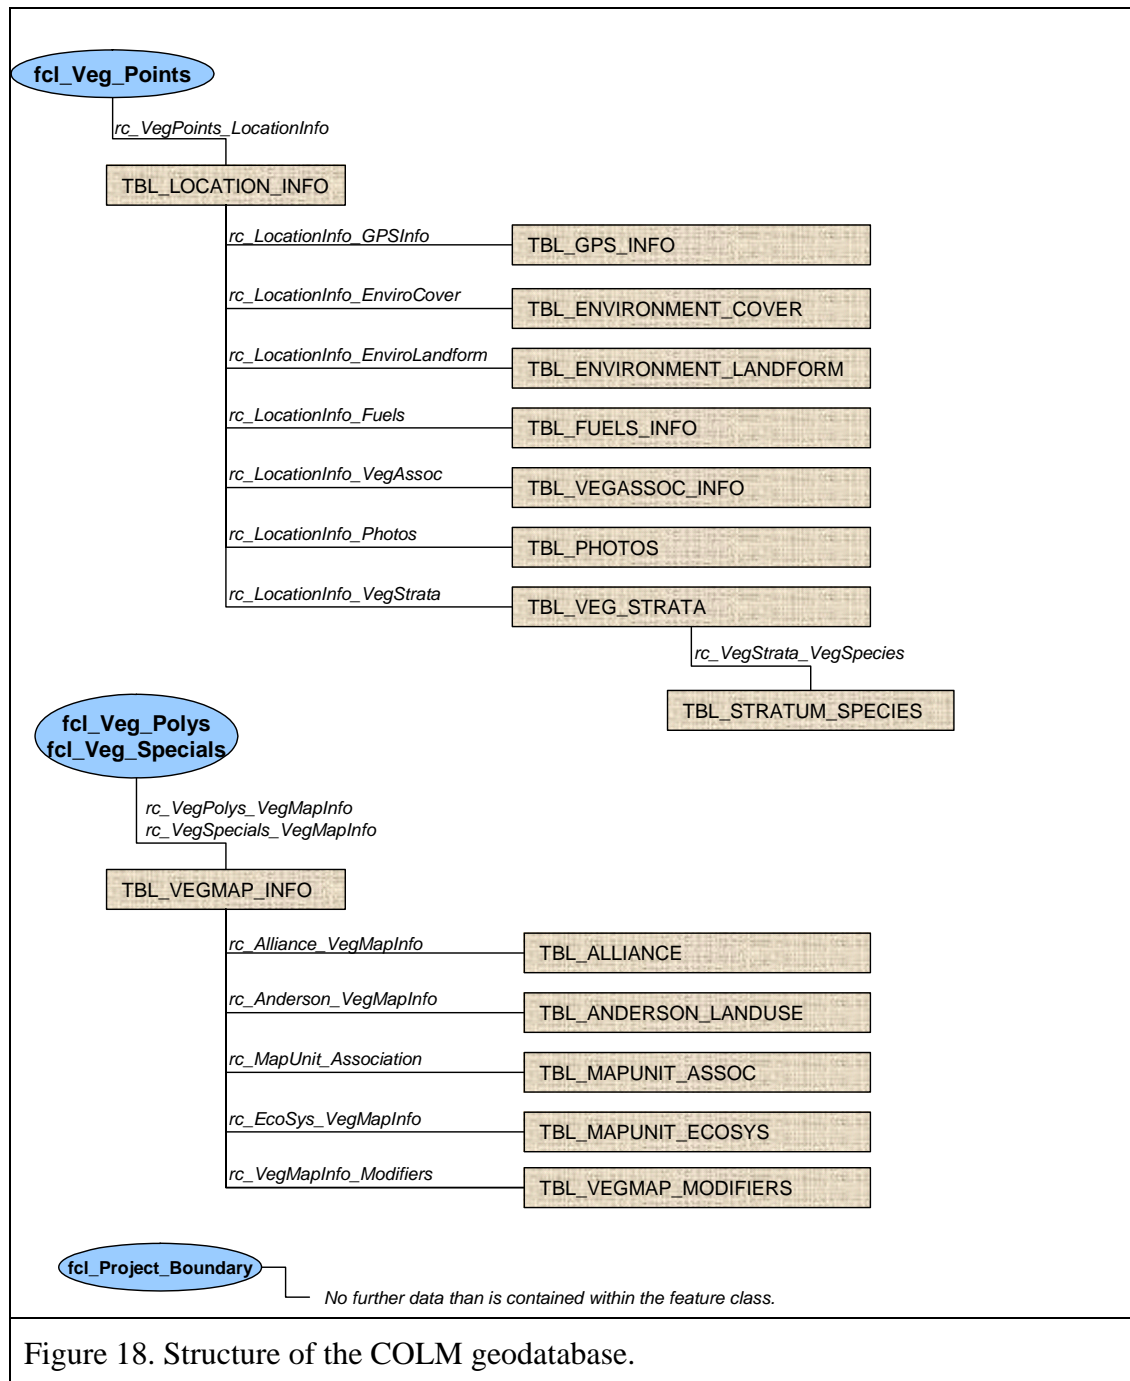 fcl_Veg_Points
rc_VegPoints_LocationInfo
TBL_LOCATION_INFO
rc_LocationInfo_GPSInfo
TBL_GPS_INFO
rc_LocationInfo_EnviroCover
TBL_ENVIRONMENT_COVER
rc_LocationInfo_EnviroLandform
TBL_ENVIRONMENT_LANDFORM
rc_LocationInfo_Fuels
TBL_FUELS_INFO
rc_LocationInfo_VegAssoc
TBL_VEGASSOC_INFO
rc_LocationInfo_Photos
TBL_PHOTOS
rc_LocationInfo_VegStrata
TBL_VEG_STRATA
rc_VegStrata_VegSpecies
TBL_STRATUM_SPECIES
fcl_Veg_Polys
fcl_Veg_Specials
rc_VegPolys_VegMapInfo
rc_VegSpecials_VegMapInfo
TBL_VEGMAP_INFO
rc_Alliance_VegMapInfo
TBL_ALLIANCE
rc_Anderson_VegMapInfo
TBL_ANDERSON_LANDUSE
rc_MapUnit_Association
TBL_MAPUNIT_ASSOC
rc_EcoSys_VegMapInfo
TBL_MAPUNIT_ECOSYS
rc_VegMapInfo_Modifiers
TBL_VEGMAP_MODIFIERS
fcl_Project_Boundary
No further data than is contained within the feature class.
Figure 18. Structure of the COLM geodatabase.